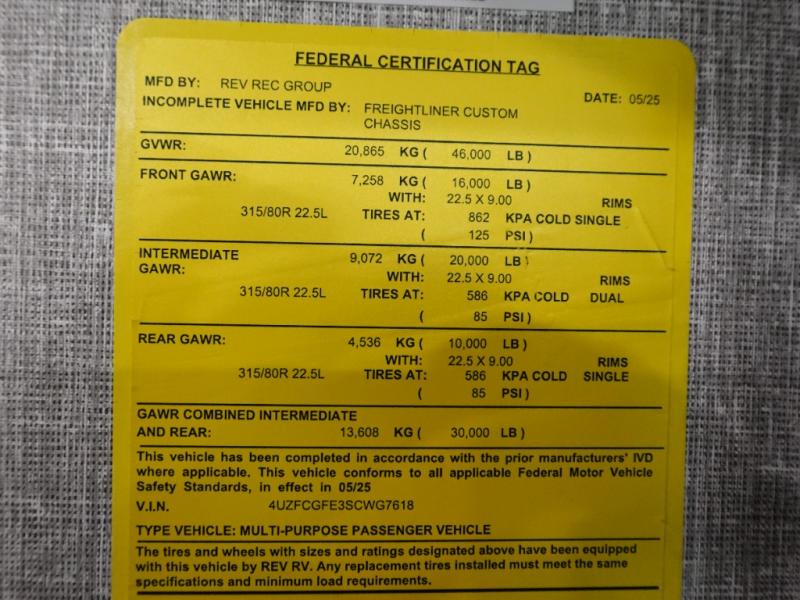 FEDERAL CERTIFICATION TAG
MFD BY: REV REC GROUP DATE: 05/25
INCOMPLETE VEHICLE MFD BY: FREIGHTLINER CUSTOM
CHASSIS
GVWR: 20,865 KG ( 46,000 LB )
FRONT GAWR: 7,258 KG ( 16,000 LB )
WITH: 22.5 X 9.00 RIMS
315/80R 22.5L TIRES AT: 862 KPA COLD SINGLE
( 125 PSI )
INTERMEDIATE 9,072 KG ( 20,000 LB )
GAWR: WITH: 22.5 X 9.00 RIMS
315/80R 22.5L TIRES AT: 586 KPA COLD DUAL
( 85 PSI )
REAR GAWR: 4,536 KG ( 10,000 LB )
WITH: 22.5 X 9.00 RIMS
315/80R 22.5L TIRES AT: 586 KPA COLD SINGLE
( 85 PSI )
GAWR COMBINED INTERMEDIATE
AND REAR: 13,608 KG ( 30,000 LB )
This vehicle has been completed in accordance with the prior manufacturers' IVD
where applicable. This vehicle conforms to all applicable Federal Motor Vehicle
Safety Standards, in effect in 05/25
V.I.N. 4UZFCGFE3SCWG7618
TYPE VEHICLE: MULTI-PURPOSE PASSENGER VEHICLE
The tires and wheels with sizes and ratings designated above have been equipped
with this vehicle by REV RV. Any replacement tires installed must meet the same
specifications and minimum load requirements.